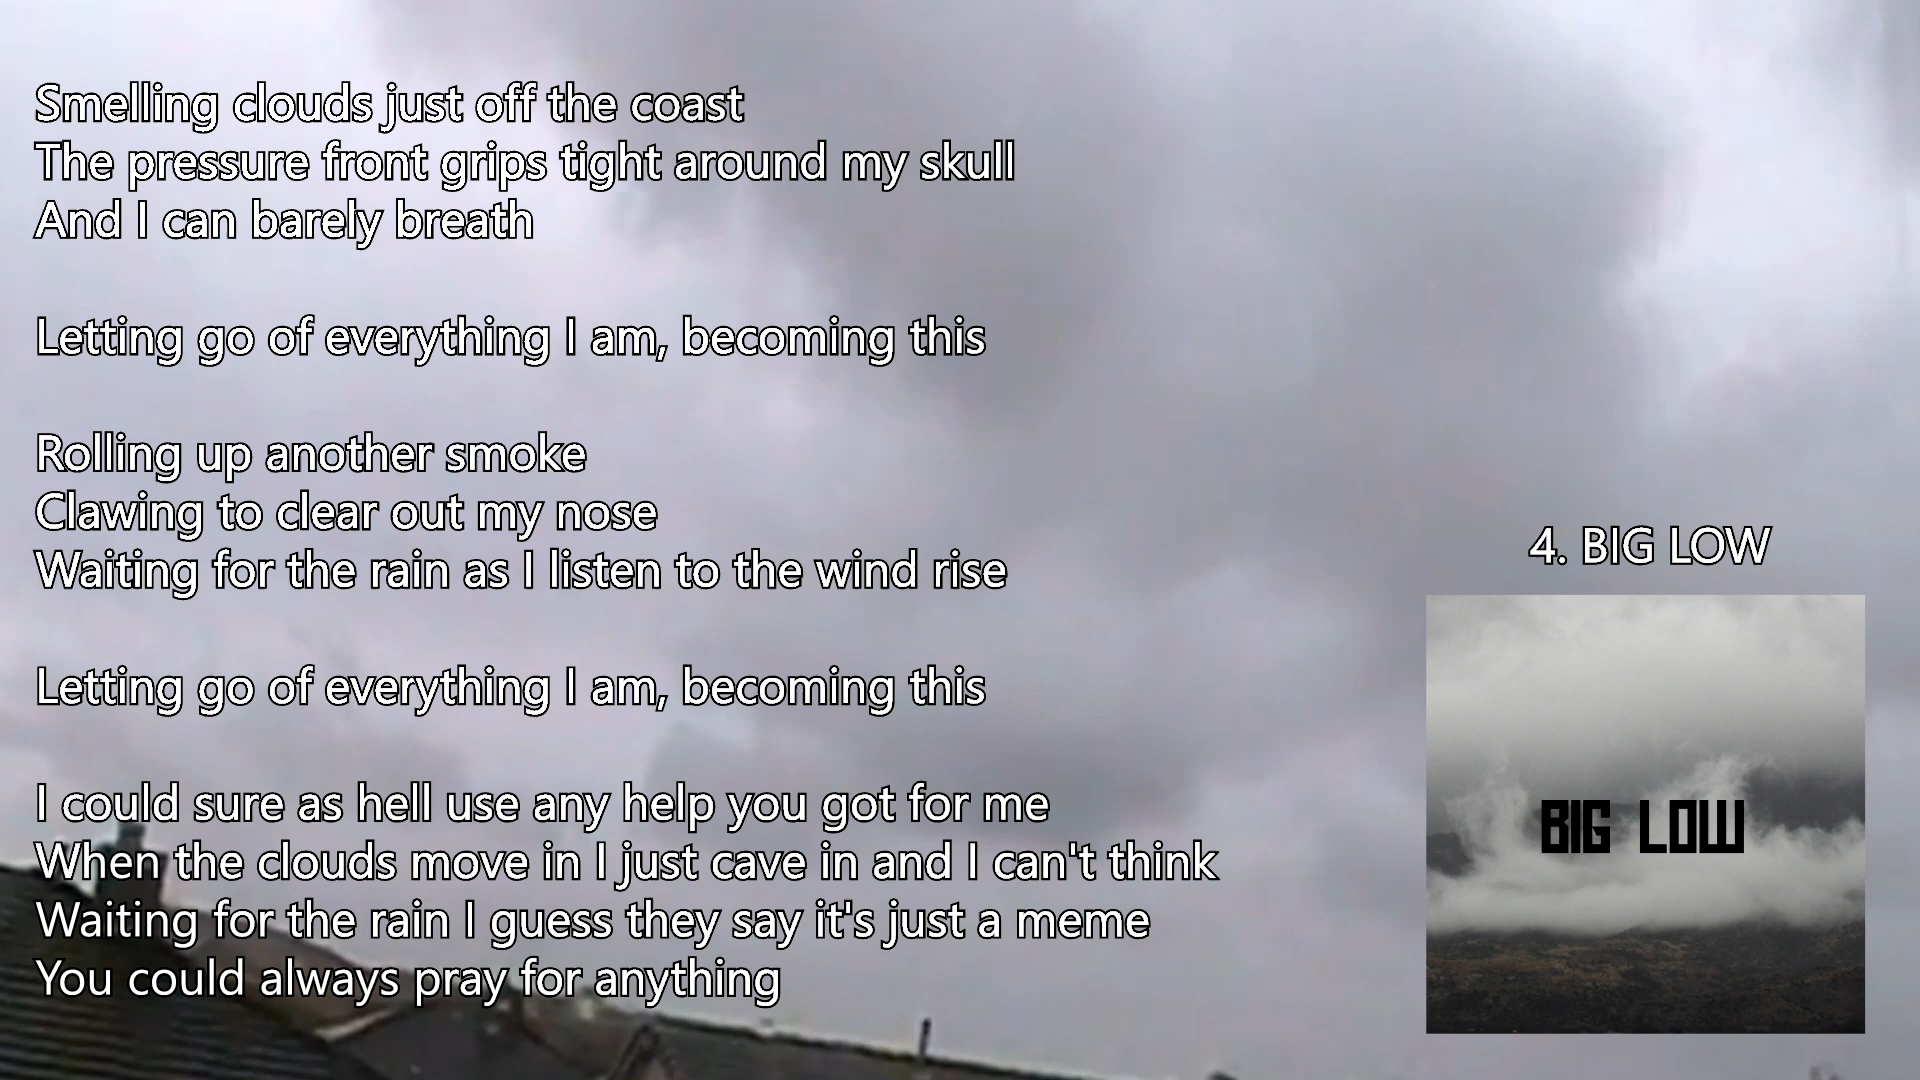 Smelling clouds just off the coast
The pressure front grips tight around my skull
And I can barely breath
Letting go of everything I am, becoming this
Rolling up another smoke
Clawing to clear out my nose
Waiting for the rain as I listen to the wind rise
Letting go of everything I am, becoming this
I could sure as hell use any help you got for me
When the clouds move in I just cave in and I can't think
Waiting for the rain I guess they say it's just a meme
You could always pray for anything
4. BIG LOW
BIG LOW